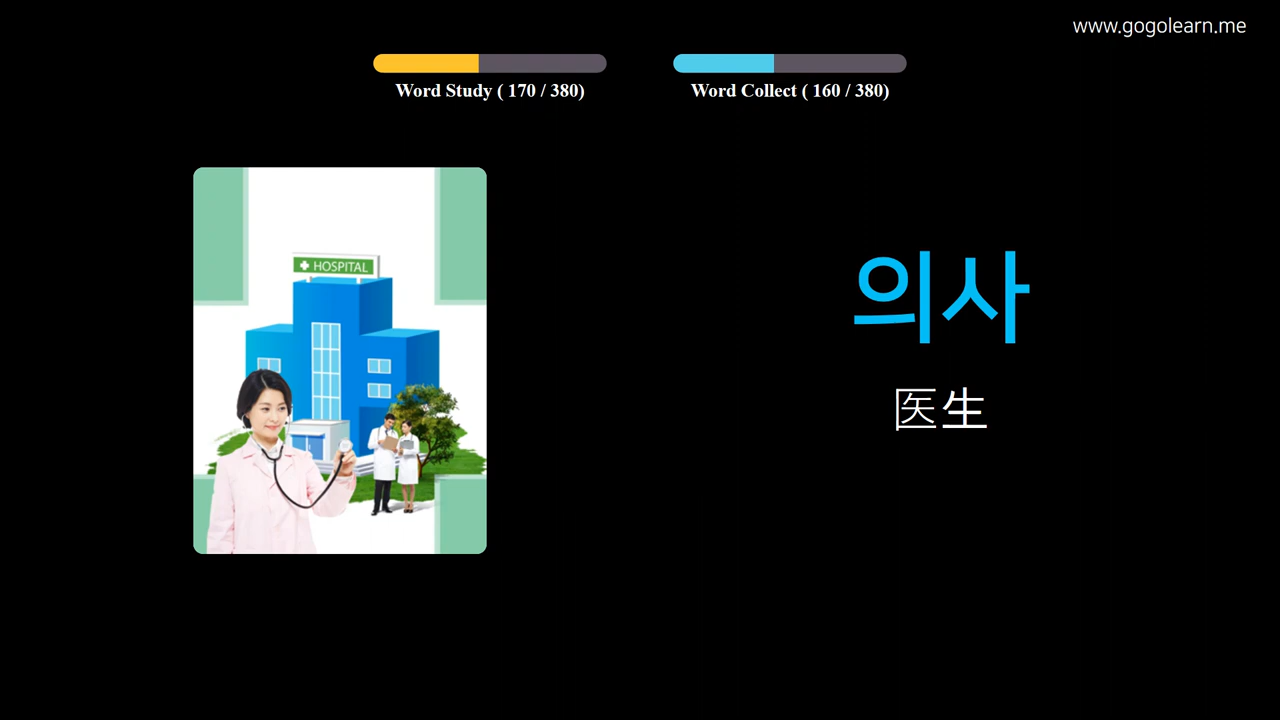 www.gogolearn.me
Word Study ( 170 / 380)
Word Collect ( 160 / 380)
HOSPITAL
의사
医生